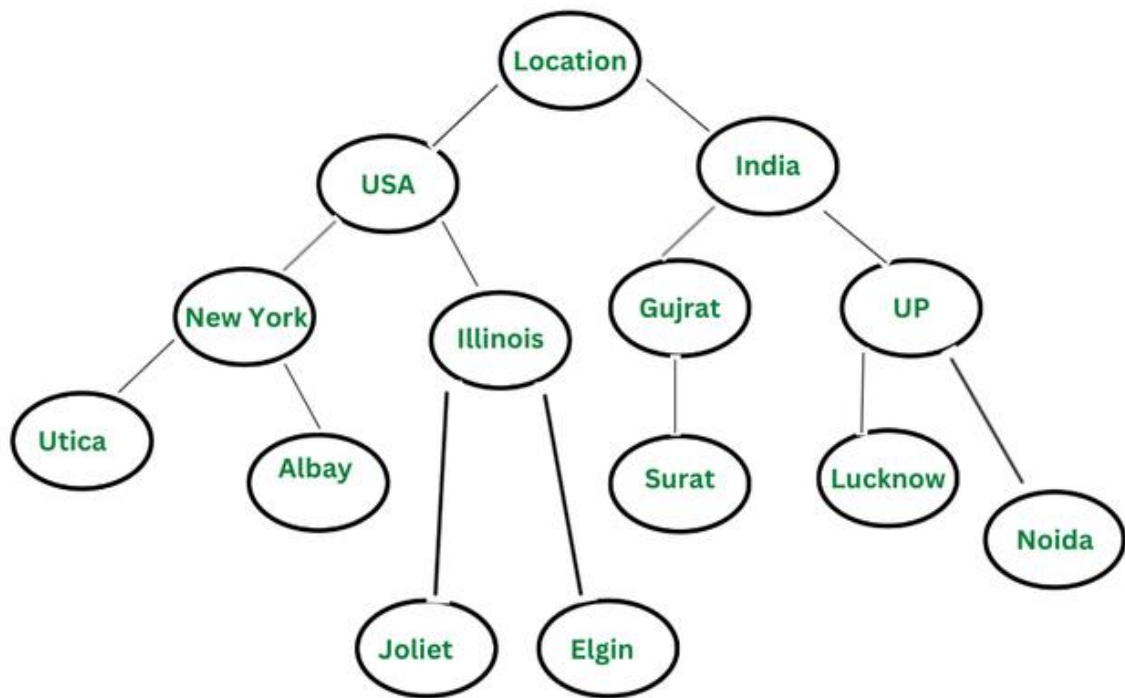 Location
USA
India
New York
Illinois
Gujrat
UP
Utica
Albay
Surat
Lucknow
Noida
Joliet
Elgin